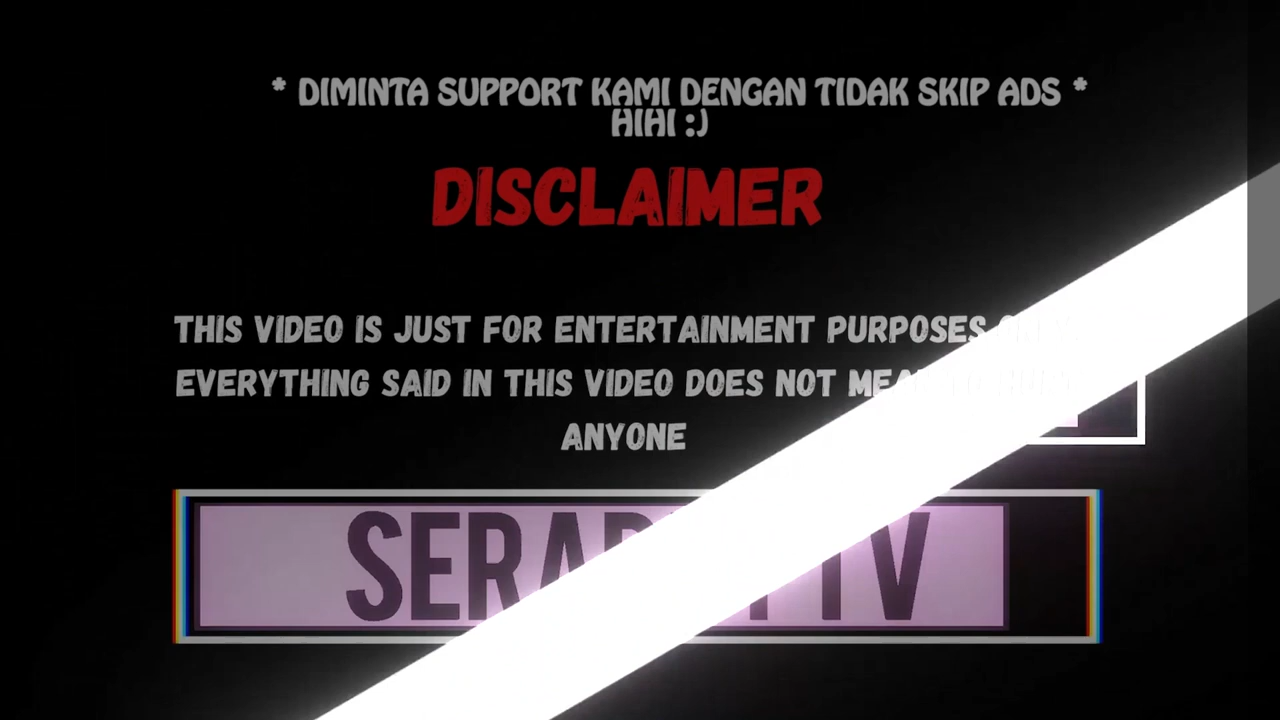 * DIMINTA SUPPORT KAMI DENGAN TIDAK SKIP ADS *
HIHI :)
DISCLAIMER
THIS VIDEO IS JUST FOR ENTERTAINMENT PURPOSES
EVERYTHING SAID IN THIS VIDEO DOES NOT
ANYONE
TV